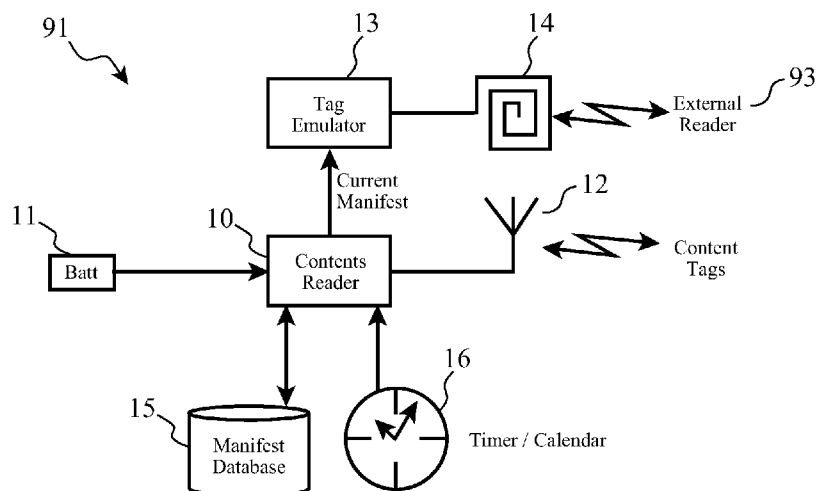 91
13
14
Tag
Emulator
External
Reader
93
Current
Manifest
12
11
10
Batt
Contents
Reader
Content
Tags
16
15
Manifest
Database
Timer / Calendar